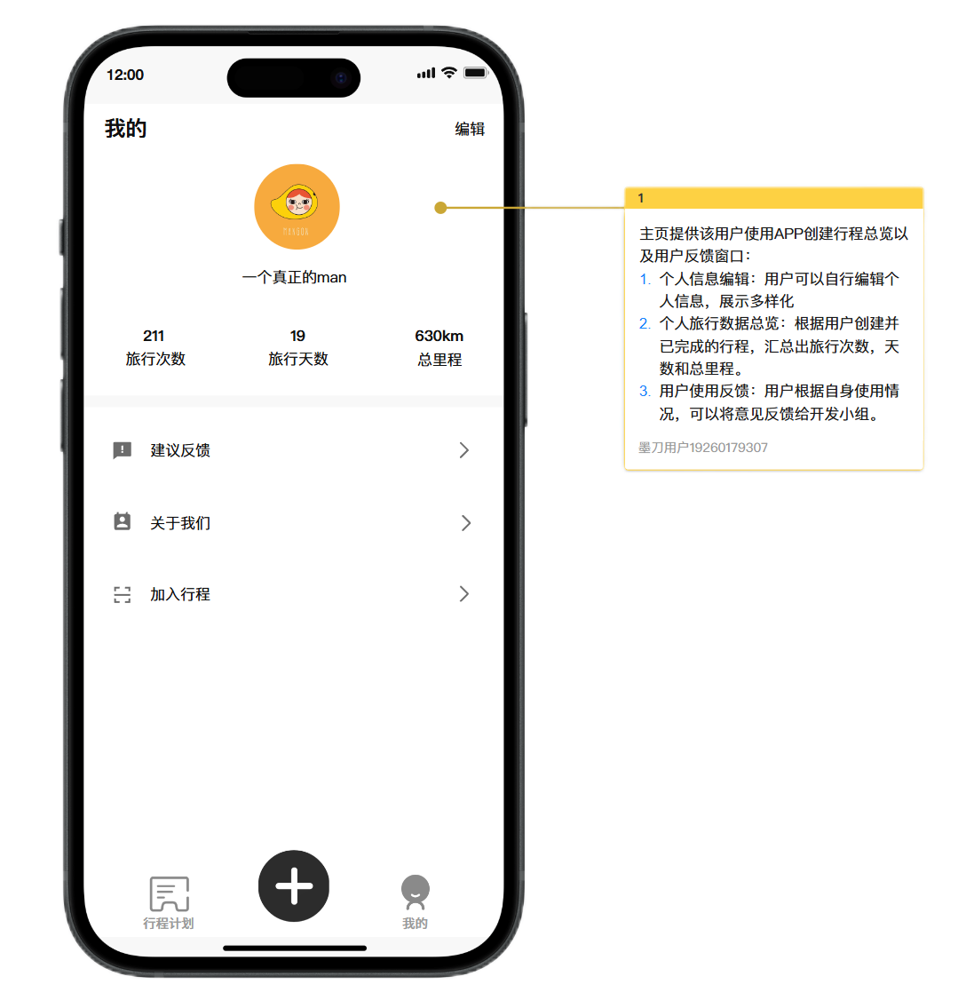 12:00
我的
编辑
MANDOR
一个真正的man
211
19
630km
旅行次数
旅行天数
总里程
建议反馈
关于我们
加入行程
行程计划
我的
1
主页提供该用户使用APP创建行程总览以
及用户反馈窗口：
1. 个人信息编辑：用户可以自行编辑个
人信息，展示多样化
2. 个人旅行数据总览：根据用户创建并
已完成的行程，汇总出旅行次数，天
数和总里程。
3. 用户使用反馈：用户根据自身使用情
况，可以将意见反馈给开发小组。
墨刀用户19260179307